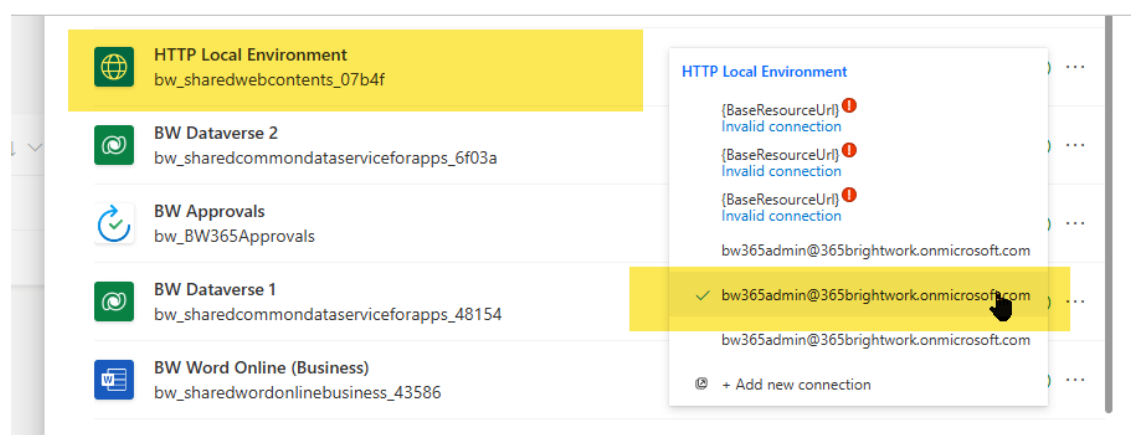 HTTP Local Environment
bw_sharedwebcontents_07b4f
BW Dataverse 2
bw_sharedcommondataserviceforapps_6f03a
BW Approvals
bw_BW365Approvals
BW Dataverse 1
bw_sharedcommondataserviceforapps_48154
BW Word Online (Business)
bw_sharedwordonlinebusiness_43586
HTTP Local Environment
{BaseResourceUrl}
Invalid connection
{BaseResourceUrl}
Invalid connection
{BaseResourceUrl}
Invalid connection
bw365admin@365brightwork.onmicrosoft.com
bw365admin@365brightwork.onmicrosoft.com
bw365admin@365brightwork.onmicrosoft.com
+ Add new connection